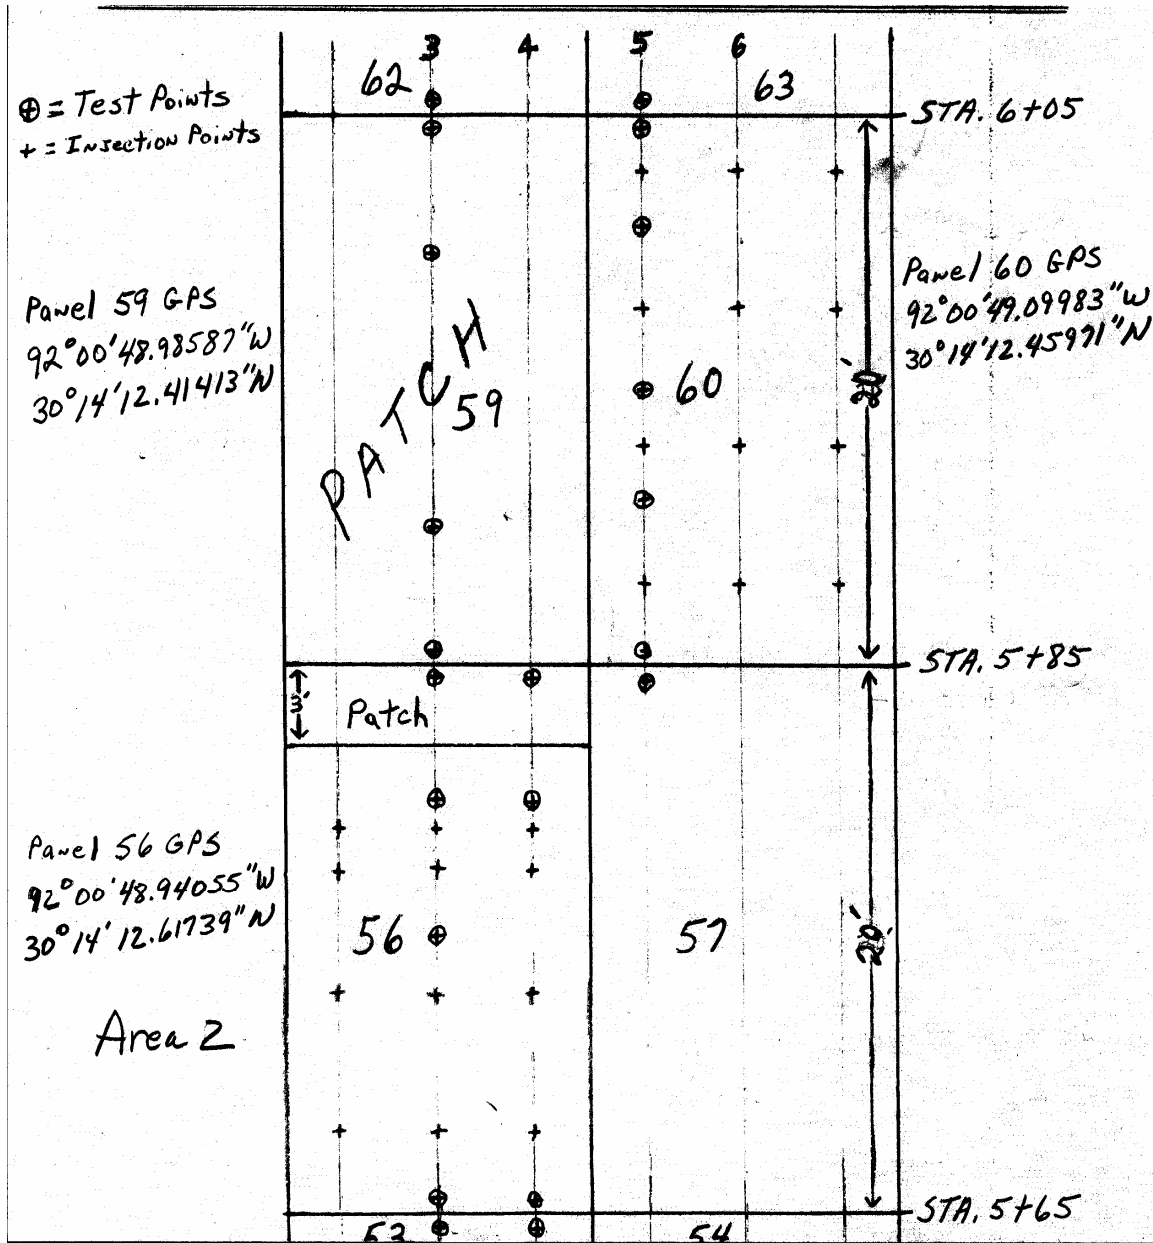 3 4 5 6
62 63
⊕ = Test Points
+ = Injection Points
STA. 6+05
Panel 59 GPS
92°00'48.98587"W
30°14'12.41413"N
Panel 60 GPS
92°00'49.09983"W
30°14'12.45971"N
PATCH
59
60
20'
STA. 5+85
3'
Patch
Panel 56 GPS
92°00'48.94055"W
30°14'12.61739"N
56
57
20'
Area 2
STA. 5+65
53 54